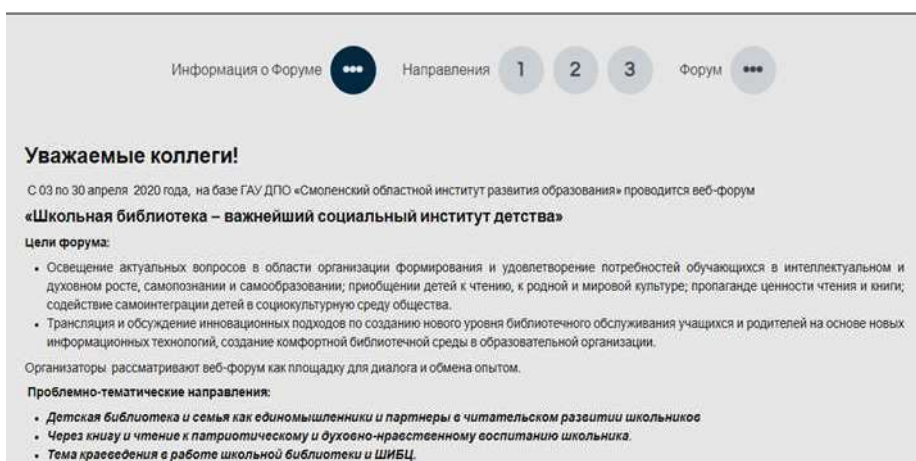 Информация о Форуме ••• Направления 1 2 3 Форум •••
Уважаемые коллеги!
С 03 по 30 апреля 2020 года, на базе ГАУ ДПО «Смоленский областной институт развития образования» проводится веб-форум
«Школьная библиотека – важнейший социальный институт детства»
Цели форума:
• Освещение актуальных вопросов в области организации формирования и удовлетворение потребностей обучающихся в интеллектуальном и
духовном росте, самопознании и самообразовании; приобщении детей к чтению, к родной и мировой культуре; пропаганде ценности чтения и книги;
содействие самоинтеграции детей в социокультурную среду общества.
• Трансляция и обсуждение инновационных подходов по созданию нового уровня библиотечного обслуживания учащихся и родителей на основе новых
информационных технологий, создание комфортной библиотечной среды в образовательной организации.
Организаторы рассматривают веб-форум как площадку для диалога и обмена опытом.
Проблемно-тематические направления:
• Детская библиотека и семья как единомышленники и партнеры в читательском развитии школьников
• Через книгу и чтение к патриотическому и духовно-нравственному воспитанию школьника.
• Тема краеведения в работе школьной библиотеки и ШИБЦ.